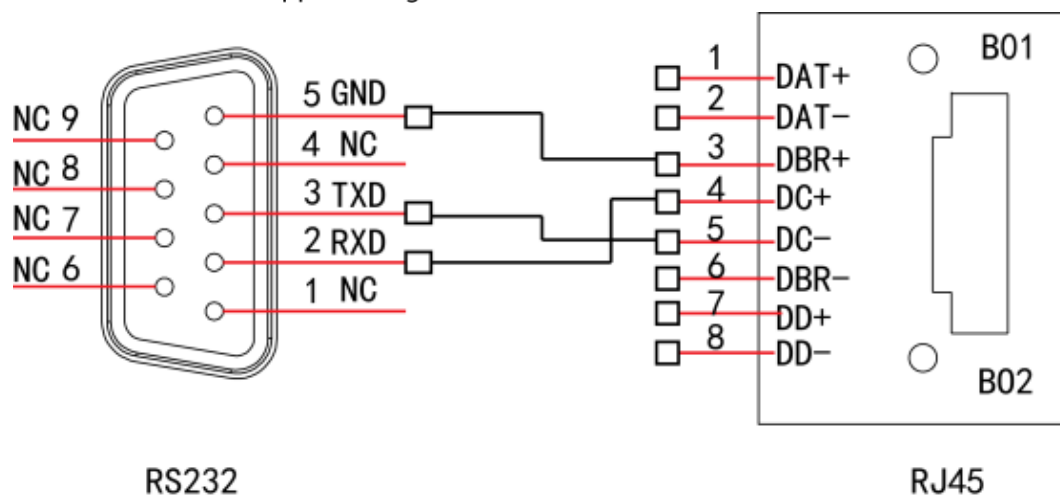 NC 9
NC 8
NC 7
NC 6
5 GND
4 NC
3 TXD
2 RXD
1 NC
1 DAT+
2 DAT-
3 DBR+
4 DC+
5 DC-
6 DBR-
7 DD+
8 DD-
B01
B02
RS232
RJ45